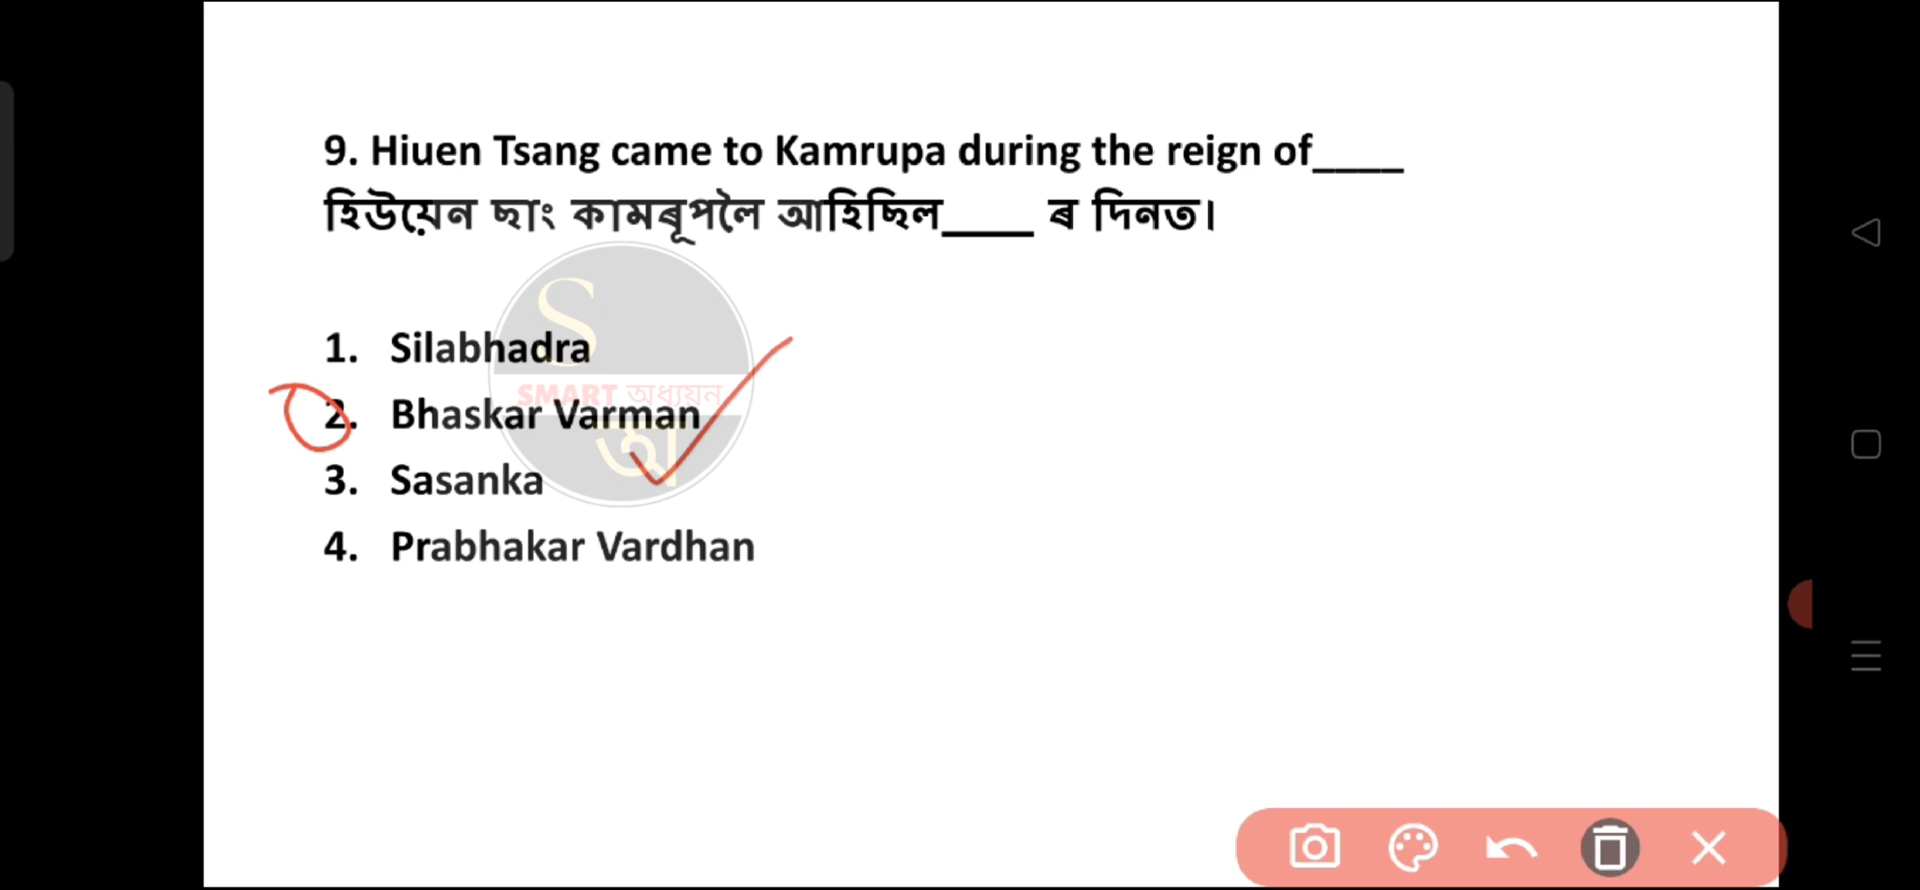 9. Hiuen Tsang came to Kamrupa during the reign of____
হিউয়েন ছাং কামৰূপলৈ আহিছিল____ ৰ দিনত।
1. Silabhadra
2. Bhaskar Varman
3. Sasanka
4. Prabhakar Vardhan
S
SMART অধ্যয়ন
অ